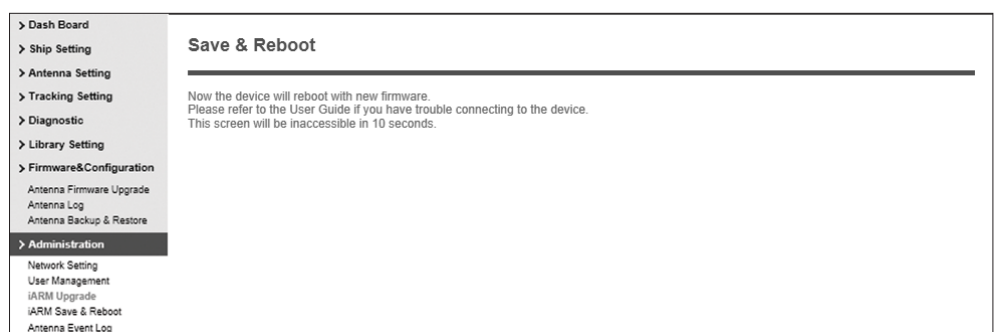 Dash Board
Ship Setting
Antenna Setting
Tracking Setting
Diagnostic
Library Setting
Firmware&Configuration
Antenna Firmware Upgrade
Antenna Log
Antenna Backup & Restore
Administration
Network Setting
User Management
iARM Upgrade
iARM Save & Reboot
Antenna Event Log
Save & Reboot
Now the device will reboot with new firmware.
Please refer to the User Guide if you have trouble connecting to the device.
This screen will be inaccessible in 10 seconds.